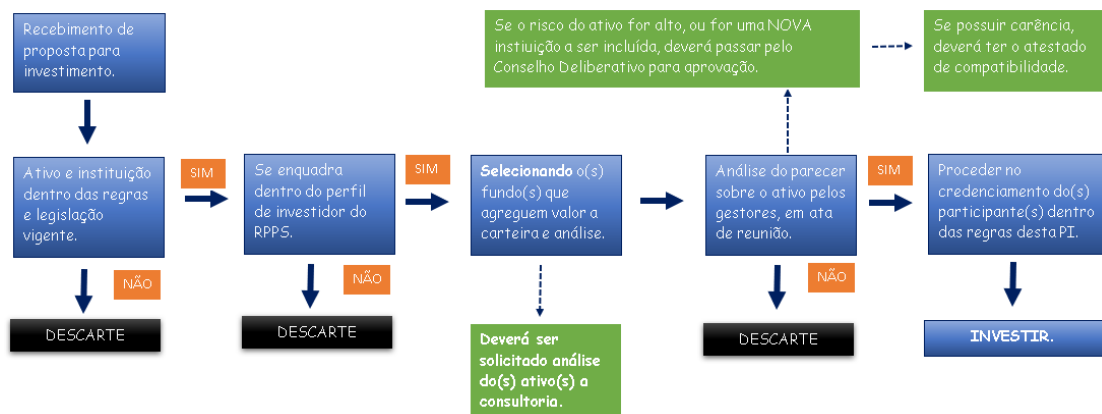 Recebimento de
proposta para
investimento.
Se o risco do ativo for alto, ou for uma NOVA
instiuição a ser incluída, deverá passar pelo
Conselho Deliberativo para aprovação.
Se possuir carência,
deverá ter o atestado
de compatibilidade.
Ativo e instituição
dentro das regras
e legislação
vigente.
SIM
Se enquadra
dentro do perfil
de investidor do
RPPS.
SIM
Selecionando o(s)
fundo(s) que
agreguem valor a
carteira e análise.
Análise do parecer
sobre o ativo pelos
gestores, em ata
de reunião.
SIM
Proceder no
credenciamento do(s)
participante(s) dentro
das regras desta PI.
NÃO
NÃO
NÃO
DESCARTE
DESCARTE
Deverá ser
solicitado análise
do(s) ativo(s) a
consultoria.
DESCARTE
INVESTIR.